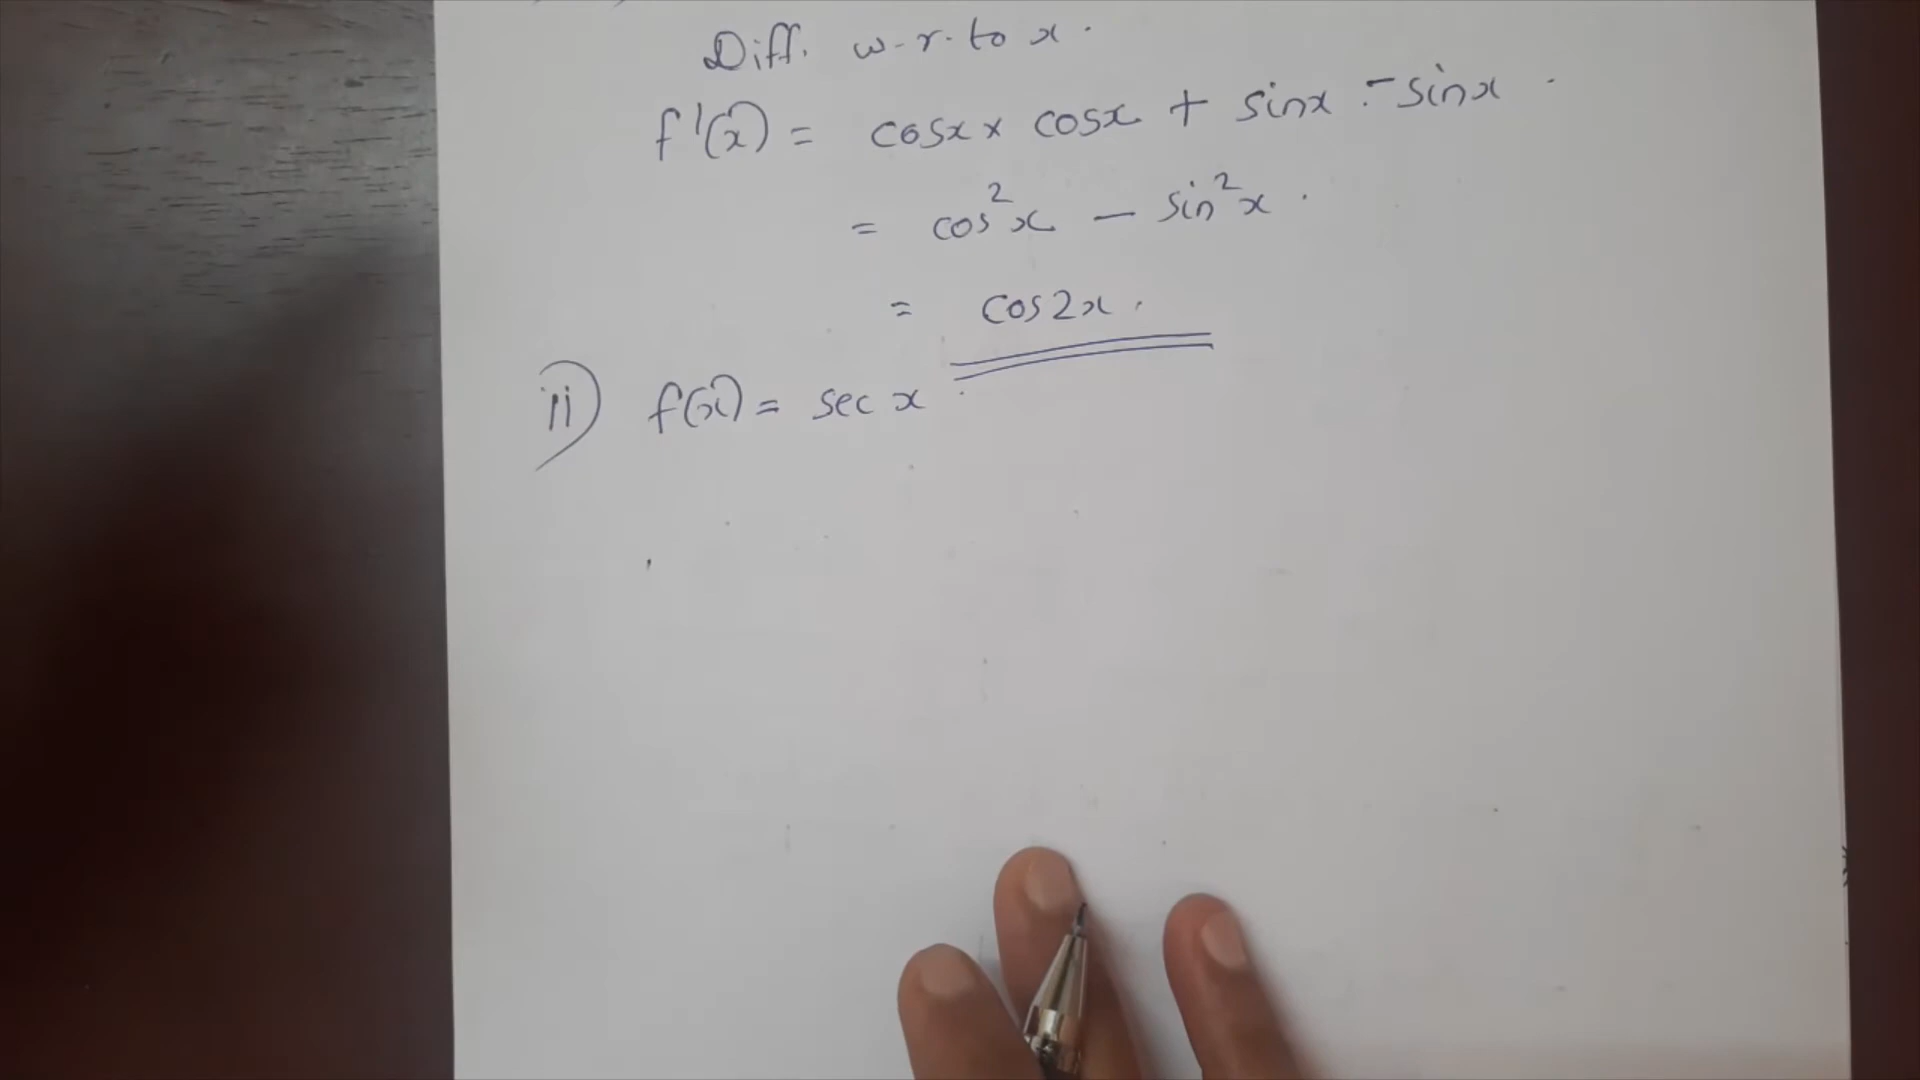 Diff. w.r.to x.
f'(x) = cosx × cosx + sinx . -sinx .
= cos²x - sin²x .
= cos2x .
ii) f(x) = sec x